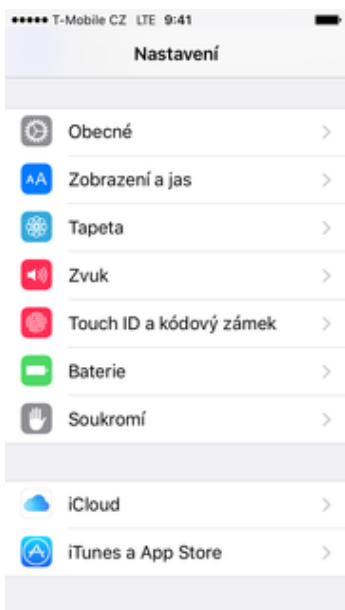 T-Mobile CZ LTE 9:41
Nastavení
Obecné
AA Zobrazení a jas
Tapeta
Zvuk
Touch ID a kódový zámek
Baterie
Soukromí
iCloud
iTunes a App Store